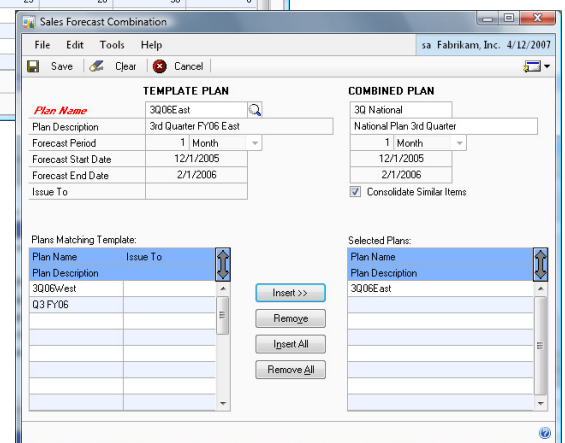 25 20 30 0
Sales Forecast Combination
File Edit Tools Help sa Fabrikam, Inc. 4/12/2007
Save Clear Cancel
TEMPLATE PLAN COMBINED PLAN
Plan Name 3Q06East 3Q National
Plan Description 3rd Quarter FY06 East National Plan 3rd Quarter
Forecast Period 1 Month 1 Month
Forecast Start Date 12/1/2005 12/1/2005
Forecast End Date 2/1/2006 2/1/2006
Issue To Consolidate Similar Items
Plans Matching Template: Selected Plans:
Plan Name Issue To Plan Name
Plan Description Plan Description
3Q06West 3Q06East
Q3 FY06
Insert >>
Remove
Insert All
Remove All